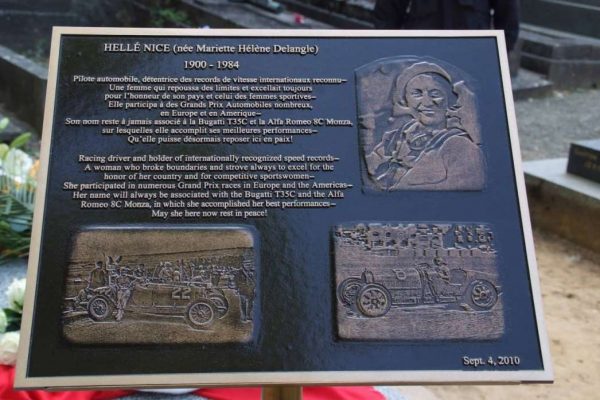 HELLÉ NICE (née Mariette Hélène Delangle)
1900 - 1984
Pilote automobile, détentrice des records de vitesse internationaux reconnu—
Une femme qui repoussa des limites et excellait toujours
pour l'honneur de son pays et celui des femmes sportives—
Elle participa à des Grands Prix Automobiles nombreux,
en Europe et en Amerique—
Son nom reste à jamais associé à la Bugatti T35C et la Alfa Romeo 8C Monza,
sur lesquelles elle accomplit ses meilleures performances—
Qu'elle puisse désormais reposer ici en paix!
Racing driver and holder of internationally recognized speed records—
A woman who broke boundaries and strove always to excel for the
honor of her country and for competitive sportswomen—
She participated in numerous Grand Prix races in Europe and the Americas—
Her name will always be associated with the Bugatti T35C and the Alfa
Romeo 8C Monza, in which she accomplished her best performances—
May she here now rest in peace!
22
Sept. 4, 2010